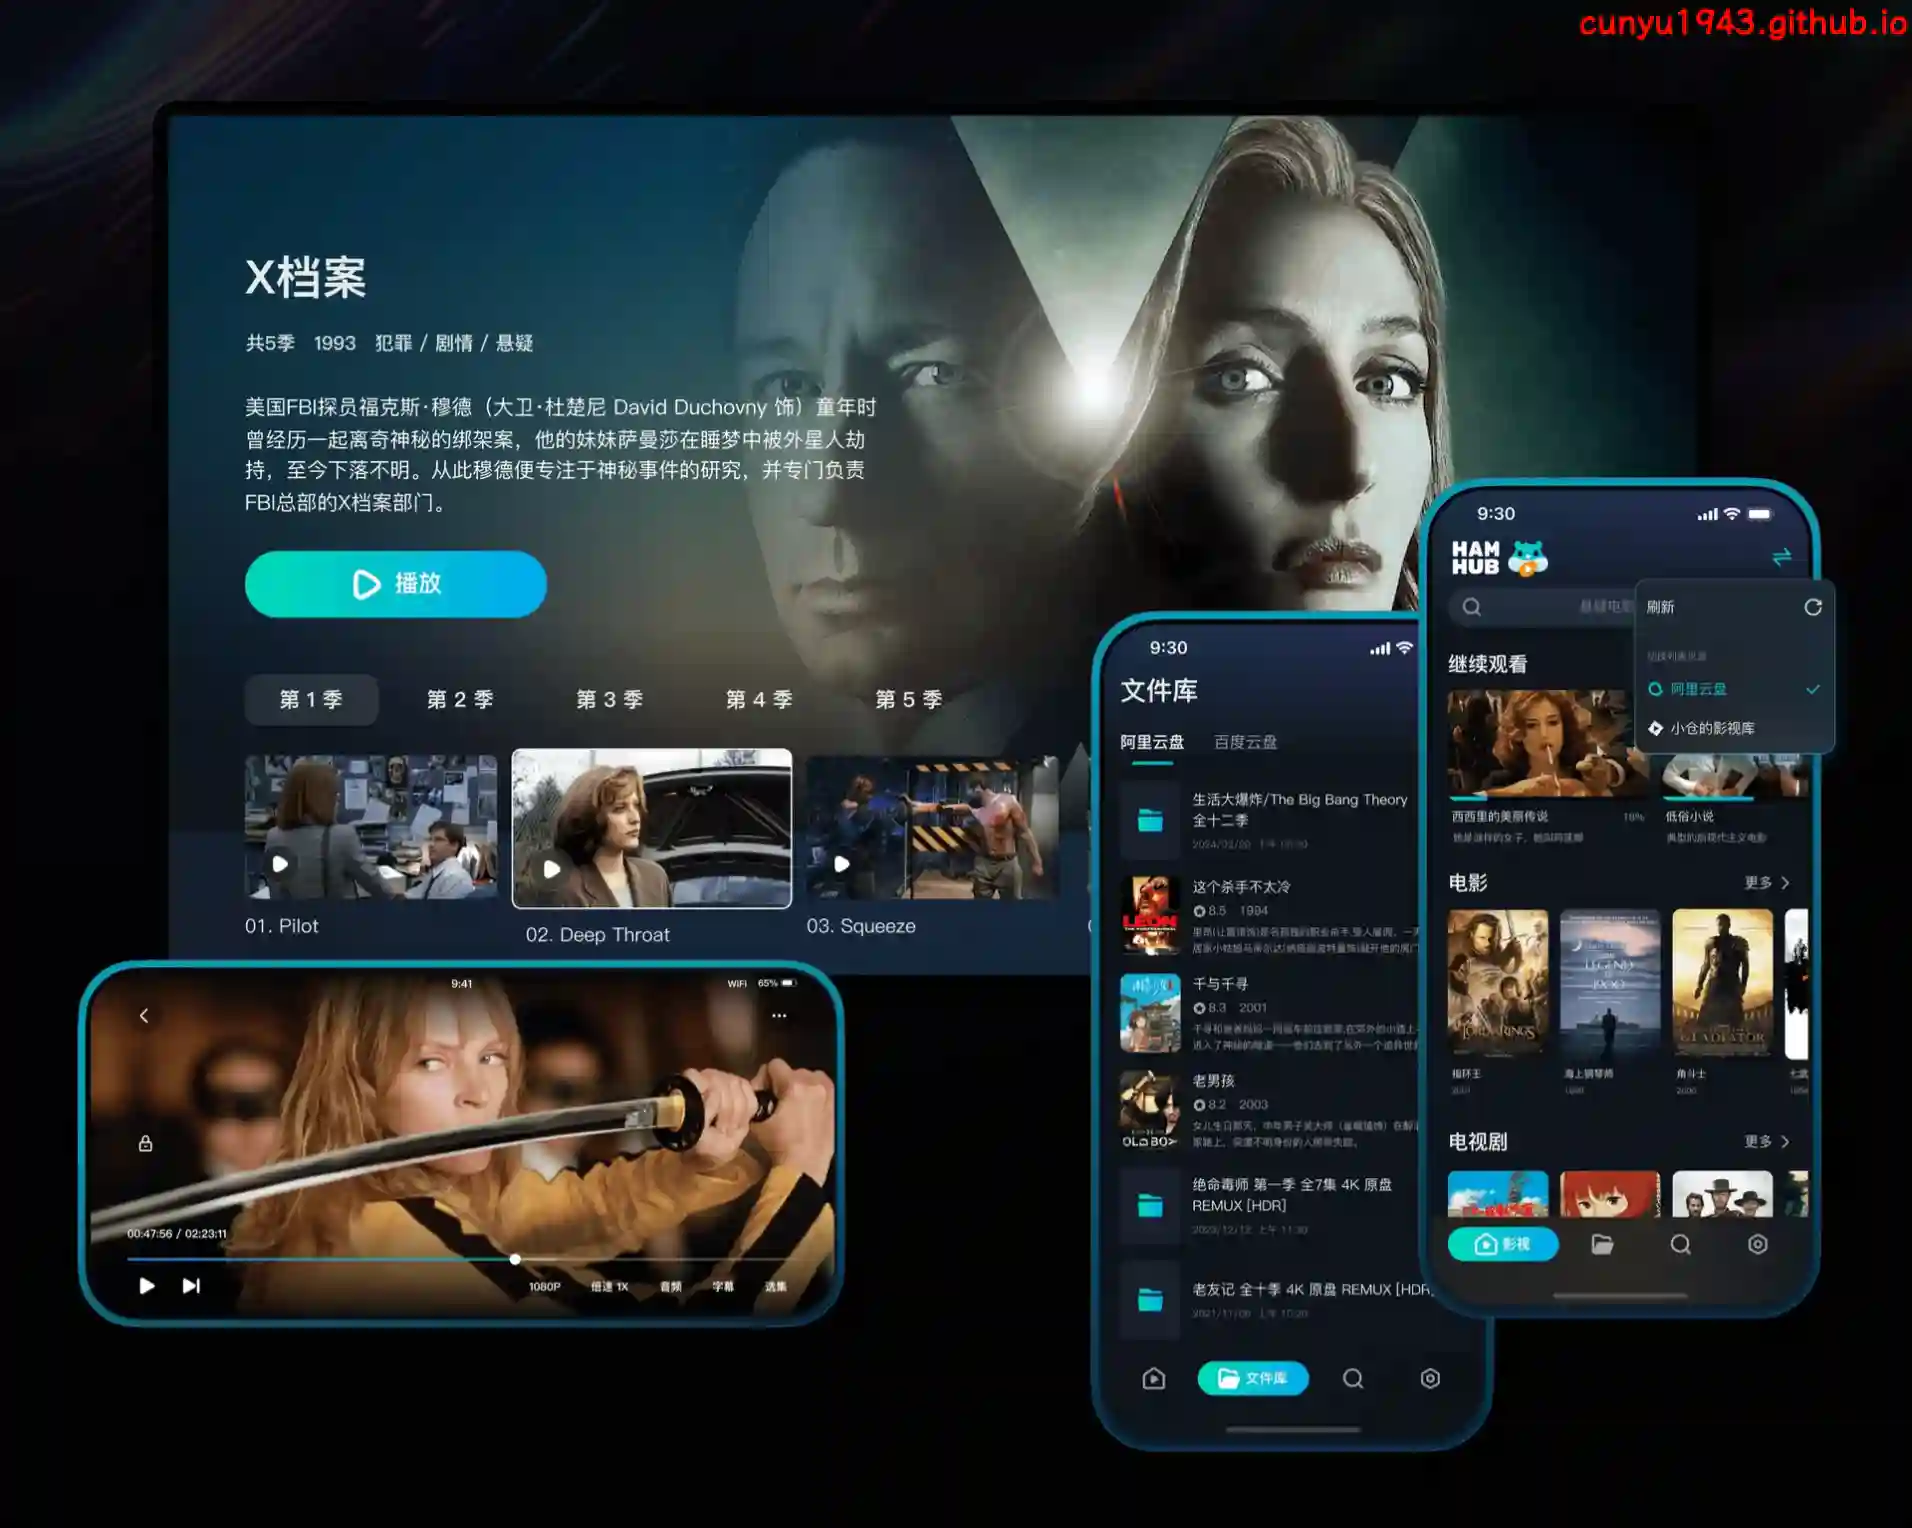 cunyu1943.github.io
X档案
共5季 1993 犯罪 / 剧情 / 悬疑
美国FBI探员福克斯·穆德（大卫·杜楚尼 David Duchovny 饰）童年时
曾经历一起离奇神秘的绑架案，他的妹妹萨曼莎在睡梦中被外星人劫
持，至今下落不明。从此穆德便专注于神秘事件的研究，并专门负责
FBI总部的X档案部门。
播放
第 1 季 第 2 季 第 3 季 第 4 季 第 5 季
01. Pilot
02. Deep Throat
03. Squeeze
9:41
WiFi 65%
00:47:56 / 02:23:11
1080P 倍速 1X 音频 字幕 选集
9:30
文件库
阿里云盘 百度云盘
生活大爆炸/The Big Bang Theory
全十二季
LEON
这个杀手不太冷
8.5 1994
千与千寻
8.3 2001
老男孩
8.2 2003
OLD BOY
绝命毒师 第一季 全7集 4K 原盘
REMUX [HDR]
2023/12/12 上午 11:30
老友记 全十季 4K 原盘 REMUX [HDR
文件库
9:30
HAM
HUB
刷新
继续观看
阿里云盘
小仓的影视库
西西里的美丽传说
低俗小说
电影
更多
GLADIATOR
指环王
海上钢琴师
角斗士
电视剧
更多
影视